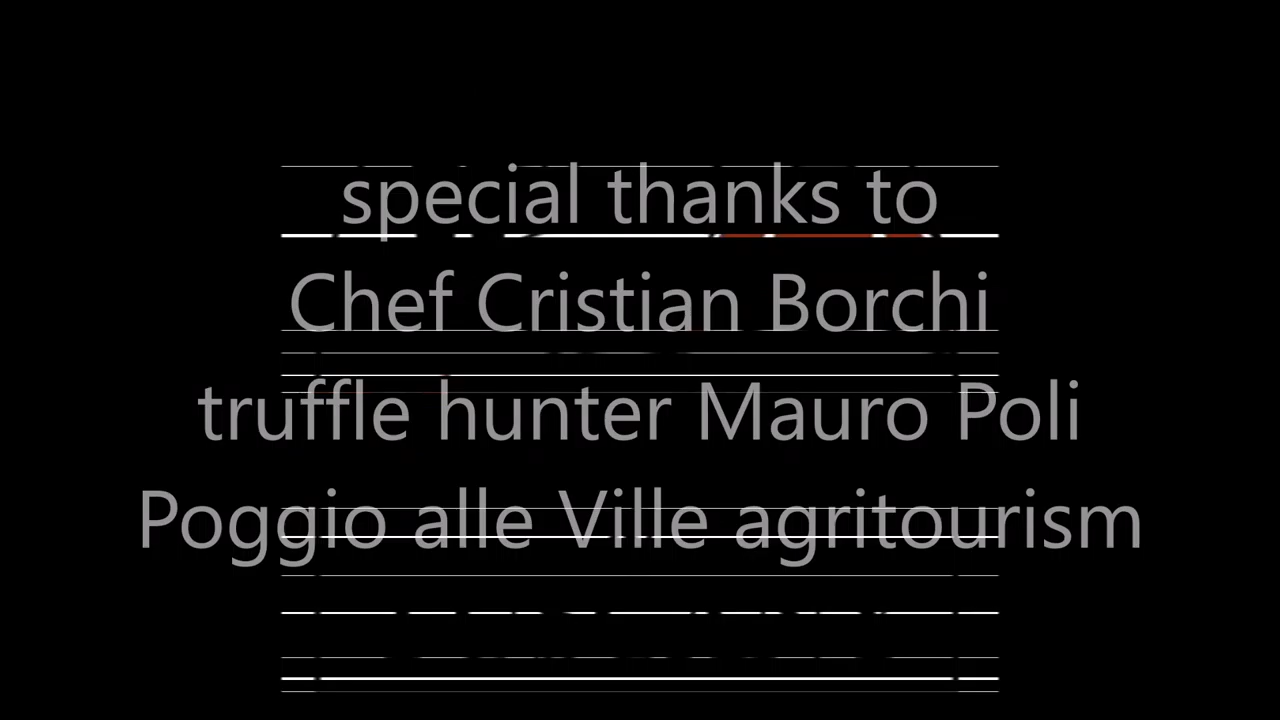 special thanks to
Chef Cristian Borchi
truffle hunter Mauro Poli
Poggio alle Ville agritourism